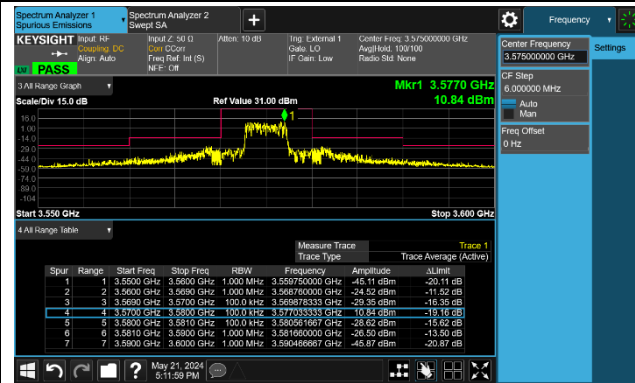 Spectrum Analyzer 1
Spurious Emissions
Spectrum Analyzer 2
Swept SA
Frequency
KEYSIGHT
Input: RF
Coupling: DC
Align: Auto
Input Z: 50 Ω
Corr CCorr
Freq Ref: Int (S)
NFE: Off
Atten: 10 dB
Trig: External 1
Gate: LO
IF Gain: Low
Center Freq: 3.575000000 GHz
Avg|Hold: 100/100
Radio Std: None
PASS
Center Frequency
3.575000000 GHz
Settings
CF Step
6.000000 MHz
Auto
Man
Freq Offset
0 Hz
3 All Range Graph
Mkr1 3.5770 GHz
10.84 dBm
Scale/Div 15.0 dB
Ref Value 31.00 dBm
1
16.0
1.00
-14.0
-29.0
-44.0
-59.0
-74.0
-89.0
-104
Start 3.550 GHz
Stop 3.600 GHz
4 All Range Table
Measure Trace Trace 1
Trace Type Trace Average (Active)
Spur Range Start Freq Stop Freq RBW Frequency Amplitude ΔLimit
1 1 3.5500 GHz 3.5600 GHz 1.000 MHz 3.559750000 GHz -45.11 dBm -20.11 dB
2 2 3.5600 GHz 3.5690 GHz 1.000 MHz 3.568760000 GHz -24.52 dBm -11.52 dB
3 3 3.5690 GHz 3.5700 GHz 100.0 kHz 3.569878333 GHz -29.35 dBm -16.35 dB
4 4 3.5700 GHz 3.5800 GHz 100.0 kHz 3.577033333 GHz 10.84 dBm -19.16 dB
5 5 3.5800 GHz 3.5810 GHz 100.0 kHz 3.580561667 GHz -28.62 dBm -15.62 dB
6 6 3.5810 GHz 3.5900 GHz 1.000 MHz 3.581660000 GHz -26.50 dBm -13.50 dB
7 7 3.5900 GHz 3.6000 GHz 1.000 MHz 3.590466667 GHz -45.87 dBm -20.87 dB
May 21, 2024
5:11:59 PM